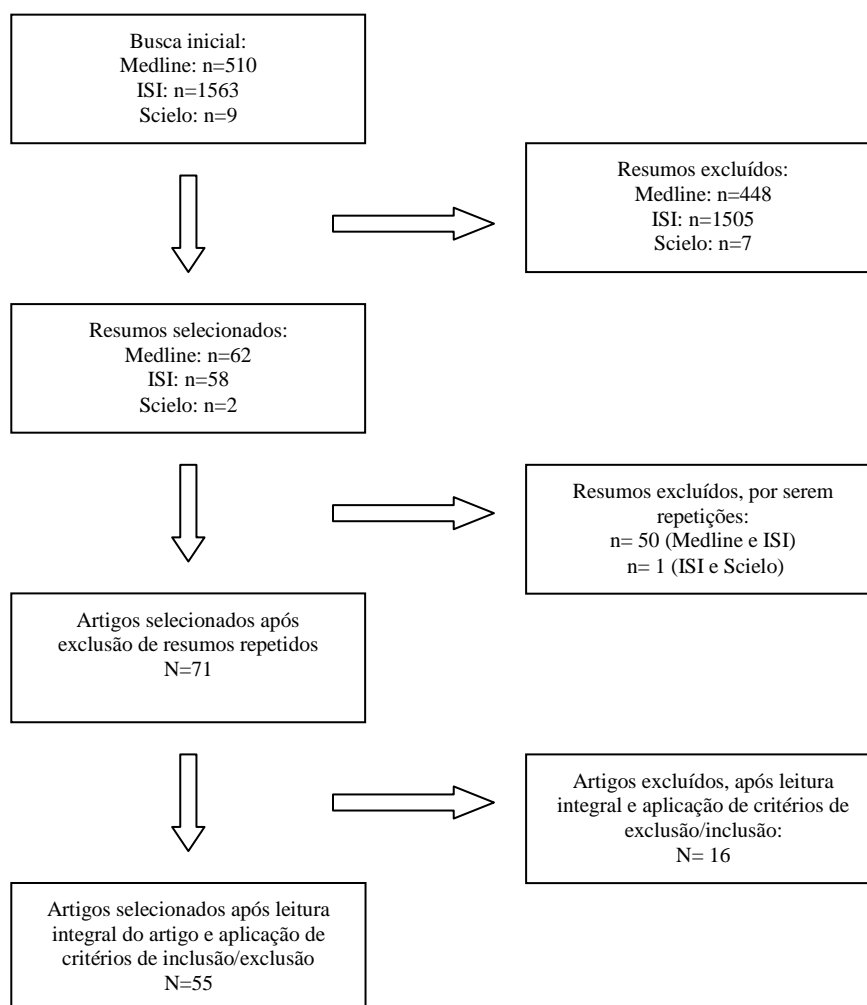 Busca inicial:
Medline: n=510
ISI: n=1563
Scielo: n=9
Resumos excluídos:
Medline: n=448
ISI: n=1505
Scielo: n=7
Resumos selecionados:
Medline: n=62
ISI: n=58
Scielo: n=2
Resumos excluídos, por serem
repetições:
n= 50 (Medline e ISI)
n= 1 (ISI e Scielo)
Artigos selecionados após
exclusão de resumos repetidos
N=71
Artigos excluídos, após leitura
integral e aplicação de critérios de
exclusão/inclusão:
N= 16
Artigos selecionados após leitura
integral do artigo e aplicação de
critérios de inclusão/exclusão
N=55